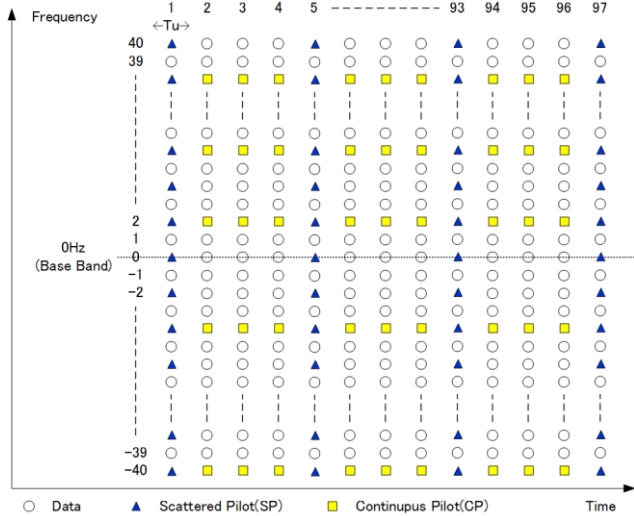 1 2 3 4 5 93 94 95 96 97
Frequency
←Tu→
40
39
2
1
0Hz
0
(Base Band)
-1
-2
-39
-40
Data Scattered Pilot(SP) Continupus Pilot(CP) Time